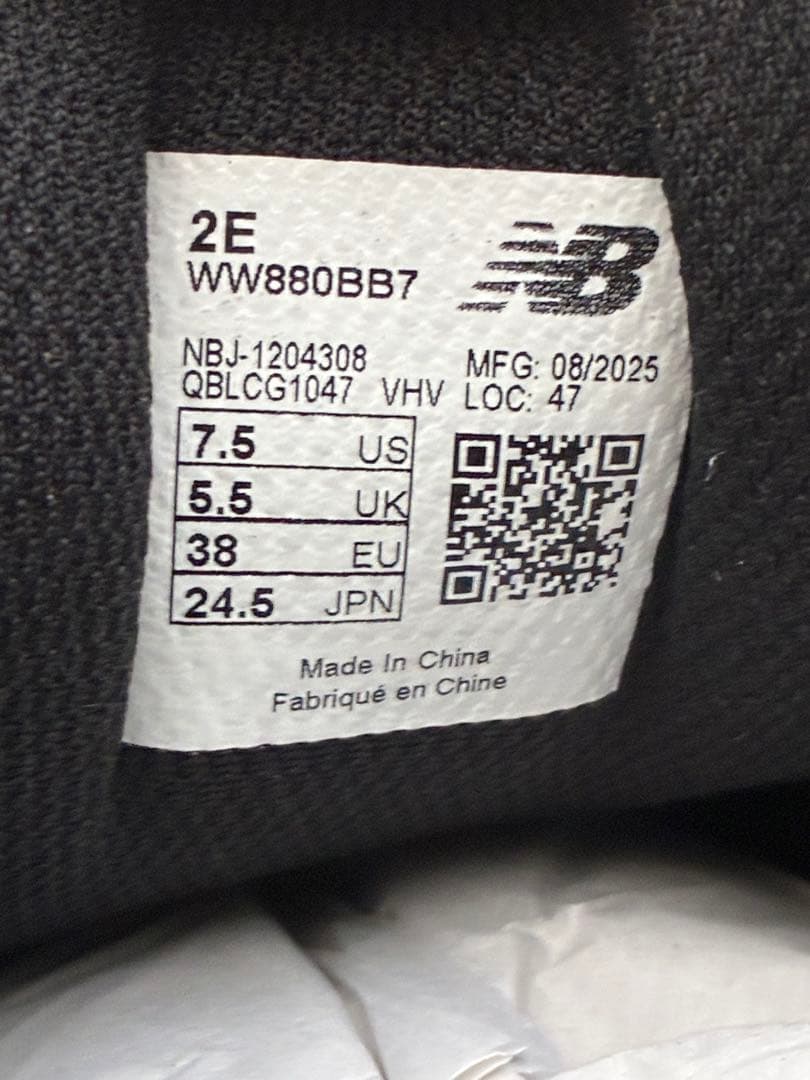 2E
WW880BB7
NB
NBJ-1204308
QBLCG1047 VHV
MFG: 08/2025
LOC: 47
7.5 US
5.5 UK
38 EU
24.5 JPN
Made In China
Fabriqué en Chine